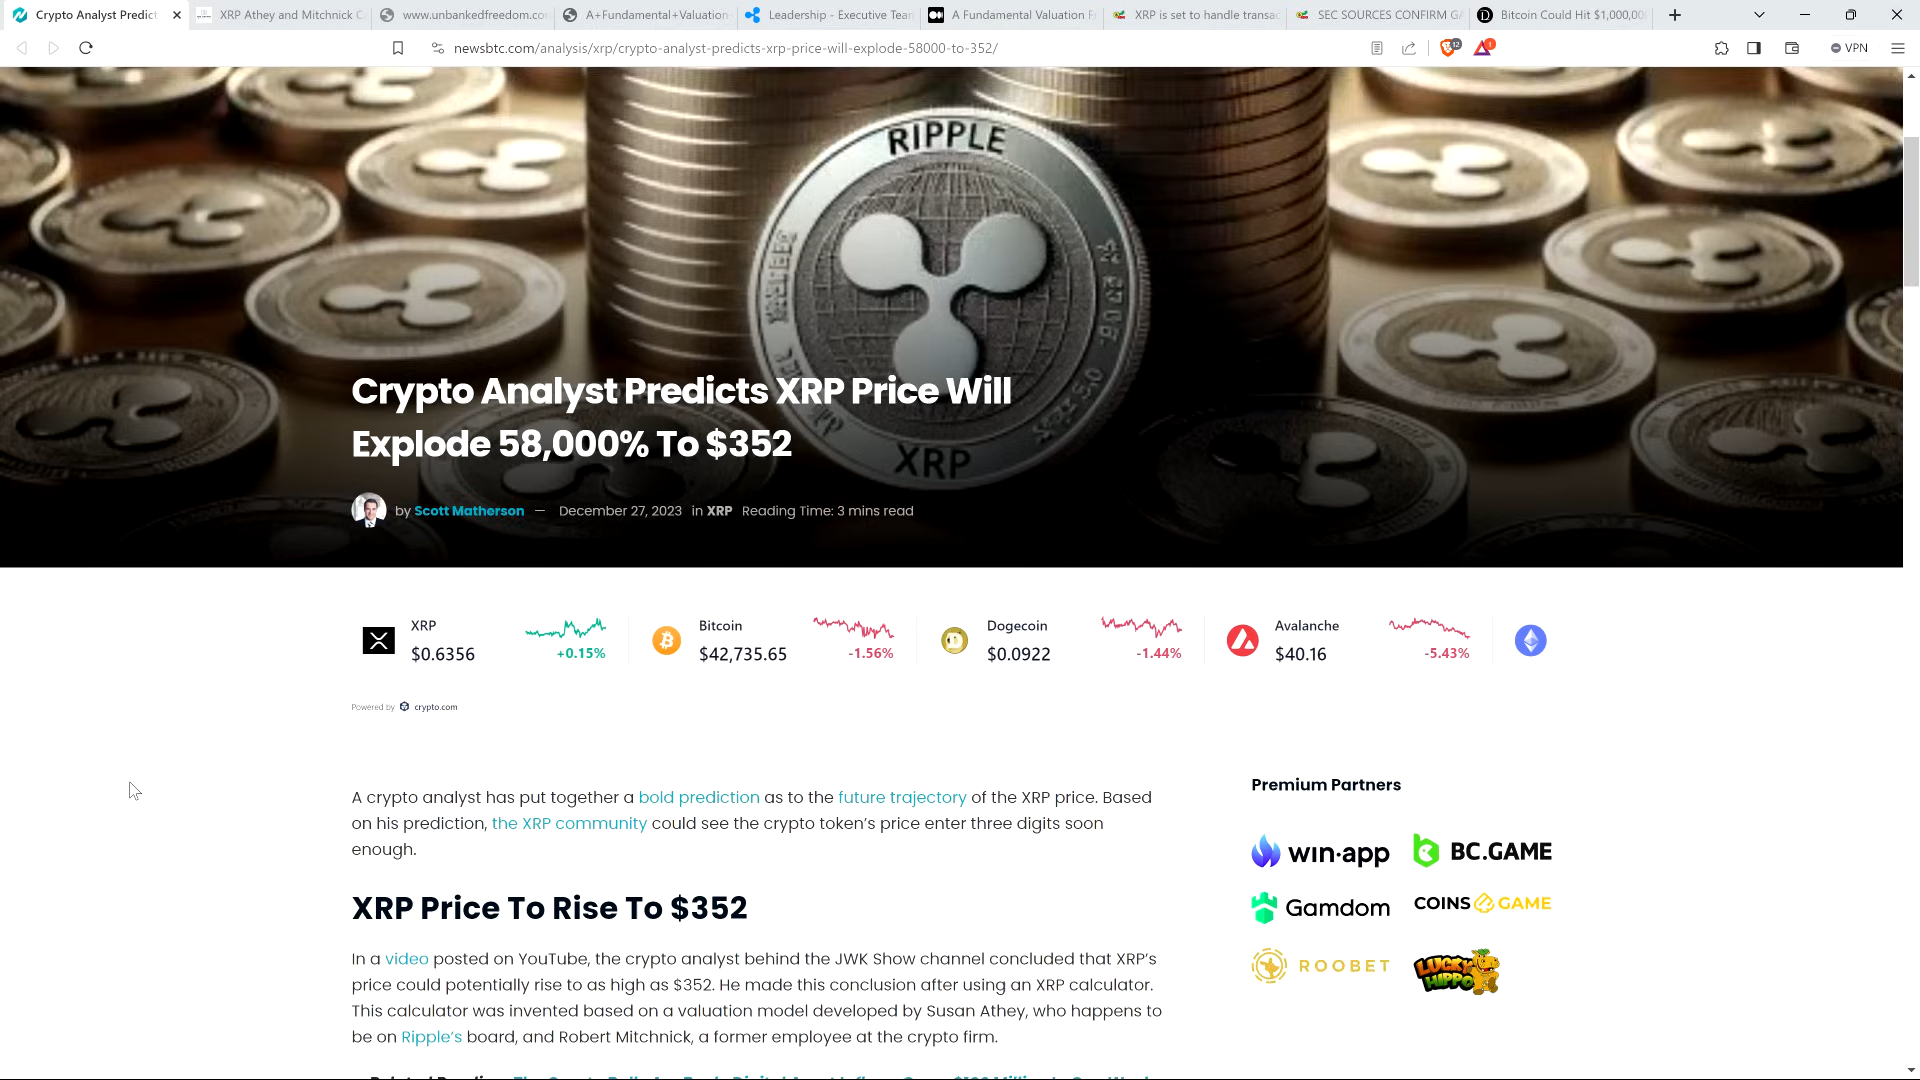 Crypto Analyst Predict
XRP Athey and Mitchnick C
www.unbankedfreedom.co
A+Fundamental+Valuation
Leadership - Executive Tea
A Fundamental Valuation F
XRP is set to handle transac
SEC SOURCES CONFIRM GA
Bitcoin Could Hit $1,000,00
newsbtc.com/analysis/xrp/crypto-analyst-predicts-xrp-price-will-explode-58000-to-352/
12
1
VPN
RIPPLE
XRP
Crypto Analyst Predicts XRP Price Will
Explode 58,000% To $352
by Scott Matherson — December 27, 2023 in XRP Reading Time: 3 mins read
XRP
$0.6356
+0.15%
Bitcoin
$42,735.65
-1.56%
Dogecoin
$0.0922
-1.44%
Avalanche
$40.16
-5.43%
Powered by crypto.com
A crypto analyst has put together a bold prediction as to the future trajectory of the XRP price. Based
on his prediction, the XRP community could see the crypto token’s price enter three digits soon
enough.
XRP Price To Rise To $352
In a video posted on YouTube, the crypto analyst behind the JWK Show channel concluded that XRP’s
price could potentially rise to as high as $352. He made this conclusion after using an XRP calculator.
This calculator was invented based on a valuation model developed by Susan Athey, who happens to
be on Ripple’s board, and Robert Mitchnick, a former employee at the crypto firm.
Premium Partners
win·app
BC.GAME
Gamdom
COINS GAME
ROOBET
LUCKY HIPPO